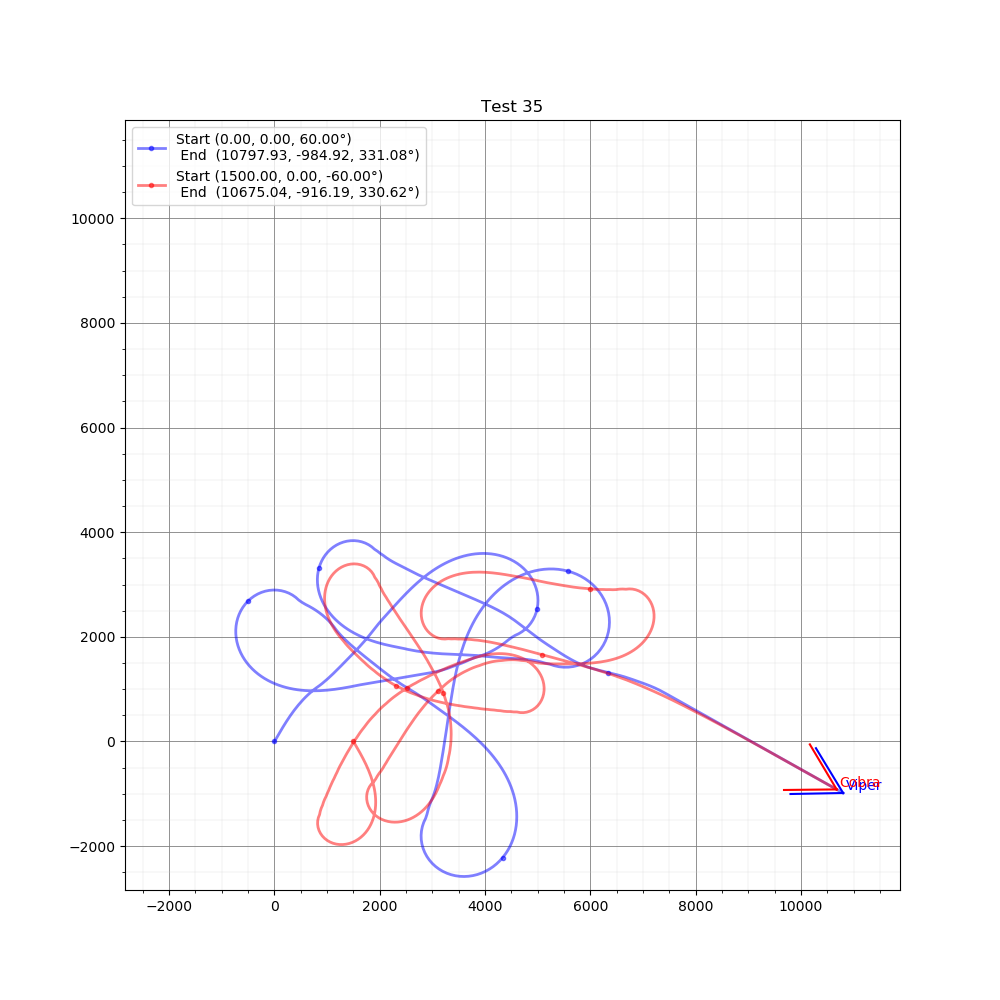 Test 35
Start (0.00, 0.00, 60.00°)
End  (10797.93, -984.92, 331.08°)
Start (1500.00, 0.00, -60.00°)
End  (10675.04, -916.19, 330.62°)
10000
8000
6000
4000
2000
0
−2000
Cobra
Viper
−2000 0 2000 4000 6000 8000 10000